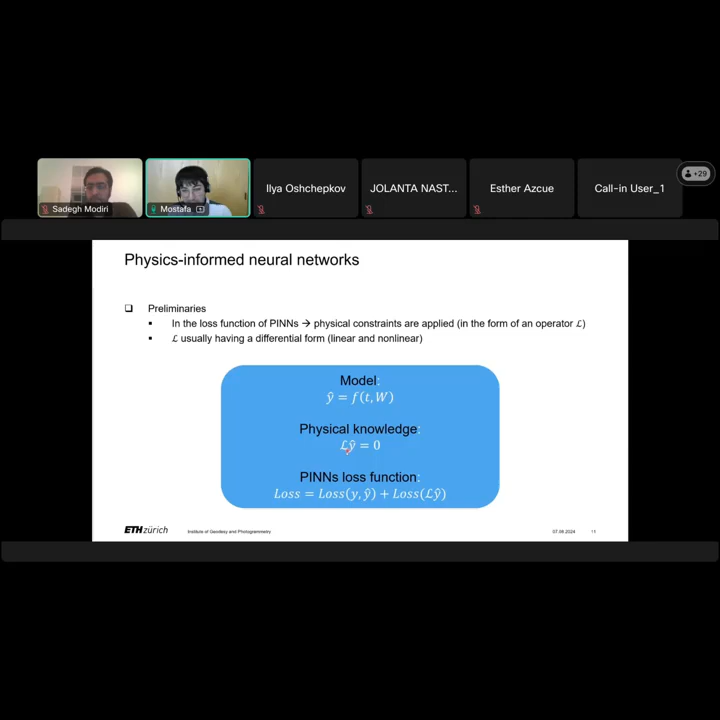 Sadegh Modiri
Mostafa
Ilya Oshchepkov
JOLANTA NAST...
Esther Azcue
Call-in User_1
+29
Physics-informed neural networks
Preliminaries
In the loss function of PINNs → physical constraints are applied (in the form of an operator ℒ)
ℒ usually having a differential form (linear and nonlinear)
Model:
ŷ = f(t, W)
Physical knowledge:
ℒŷ = 0
PINNs loss function:
Loss = Loss(y, ŷ) + Loss(ℒŷ)
ETH zürich
Institute of Geodesy and Photogrammetry
07.06.2024
11